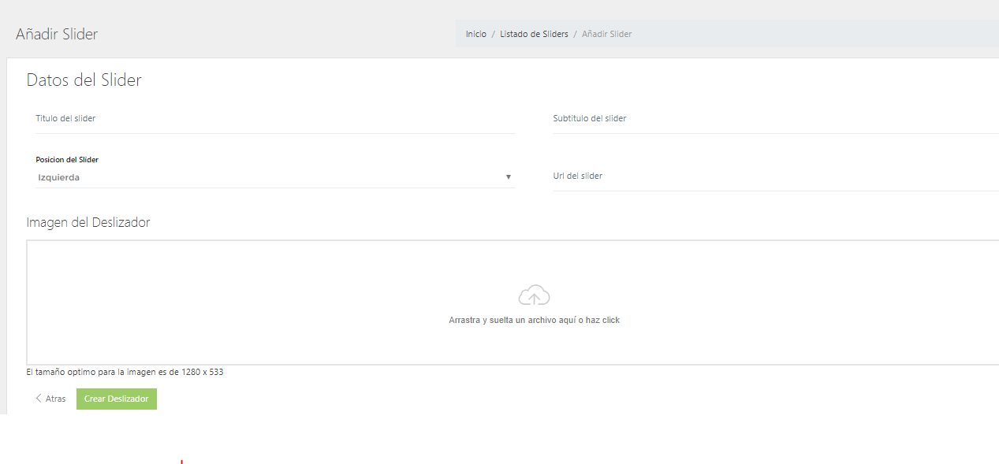 Añadir Slider
Inicio / Listado de Sliders / Añadir Slider
Datos del Slider
Titulo del slider
Subtitulo del slider
Posicion del Slider
Izquierda
Url del slider
Imagen del Deslizador
Arrastra y suelta un archivo aquí o haz click
El tamaño optimo para la imagen es de 1280 x 533
Atras
Crear Deslizador